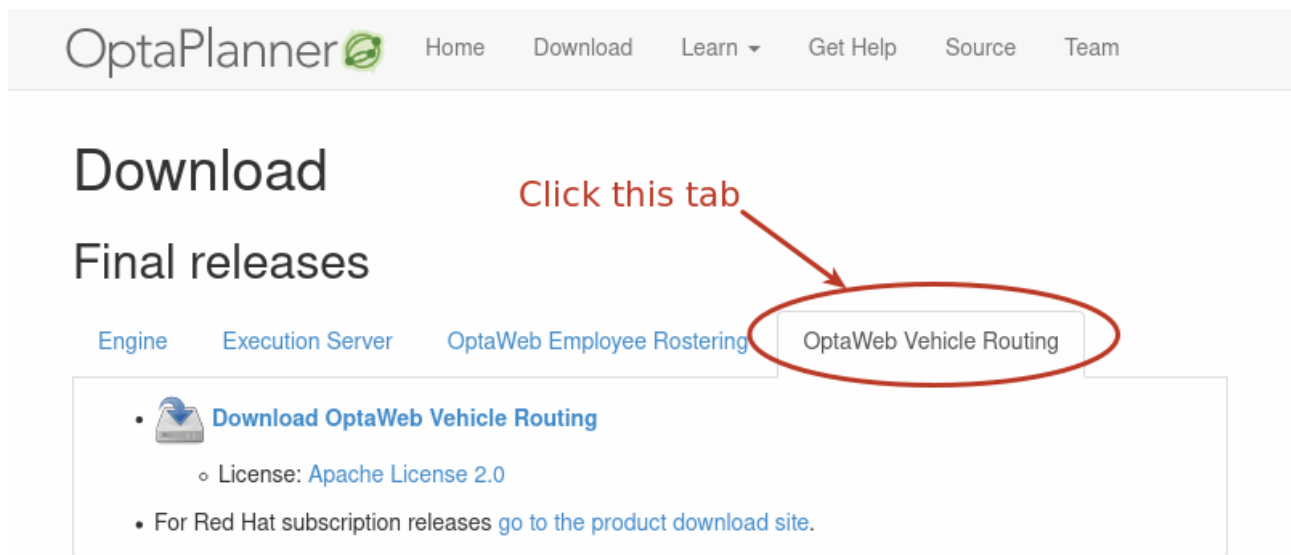 OptaPlanner Home Download Learn Get Help Source Team
Download
Click this tab
Final releases
Engine Execution Server OptaWeb Employee Rostering OptaWeb Vehicle Routing
Download OptaWeb Vehicle Routing
License: Apache License 2.0
For Red Hat subscription releases go to the product download site.